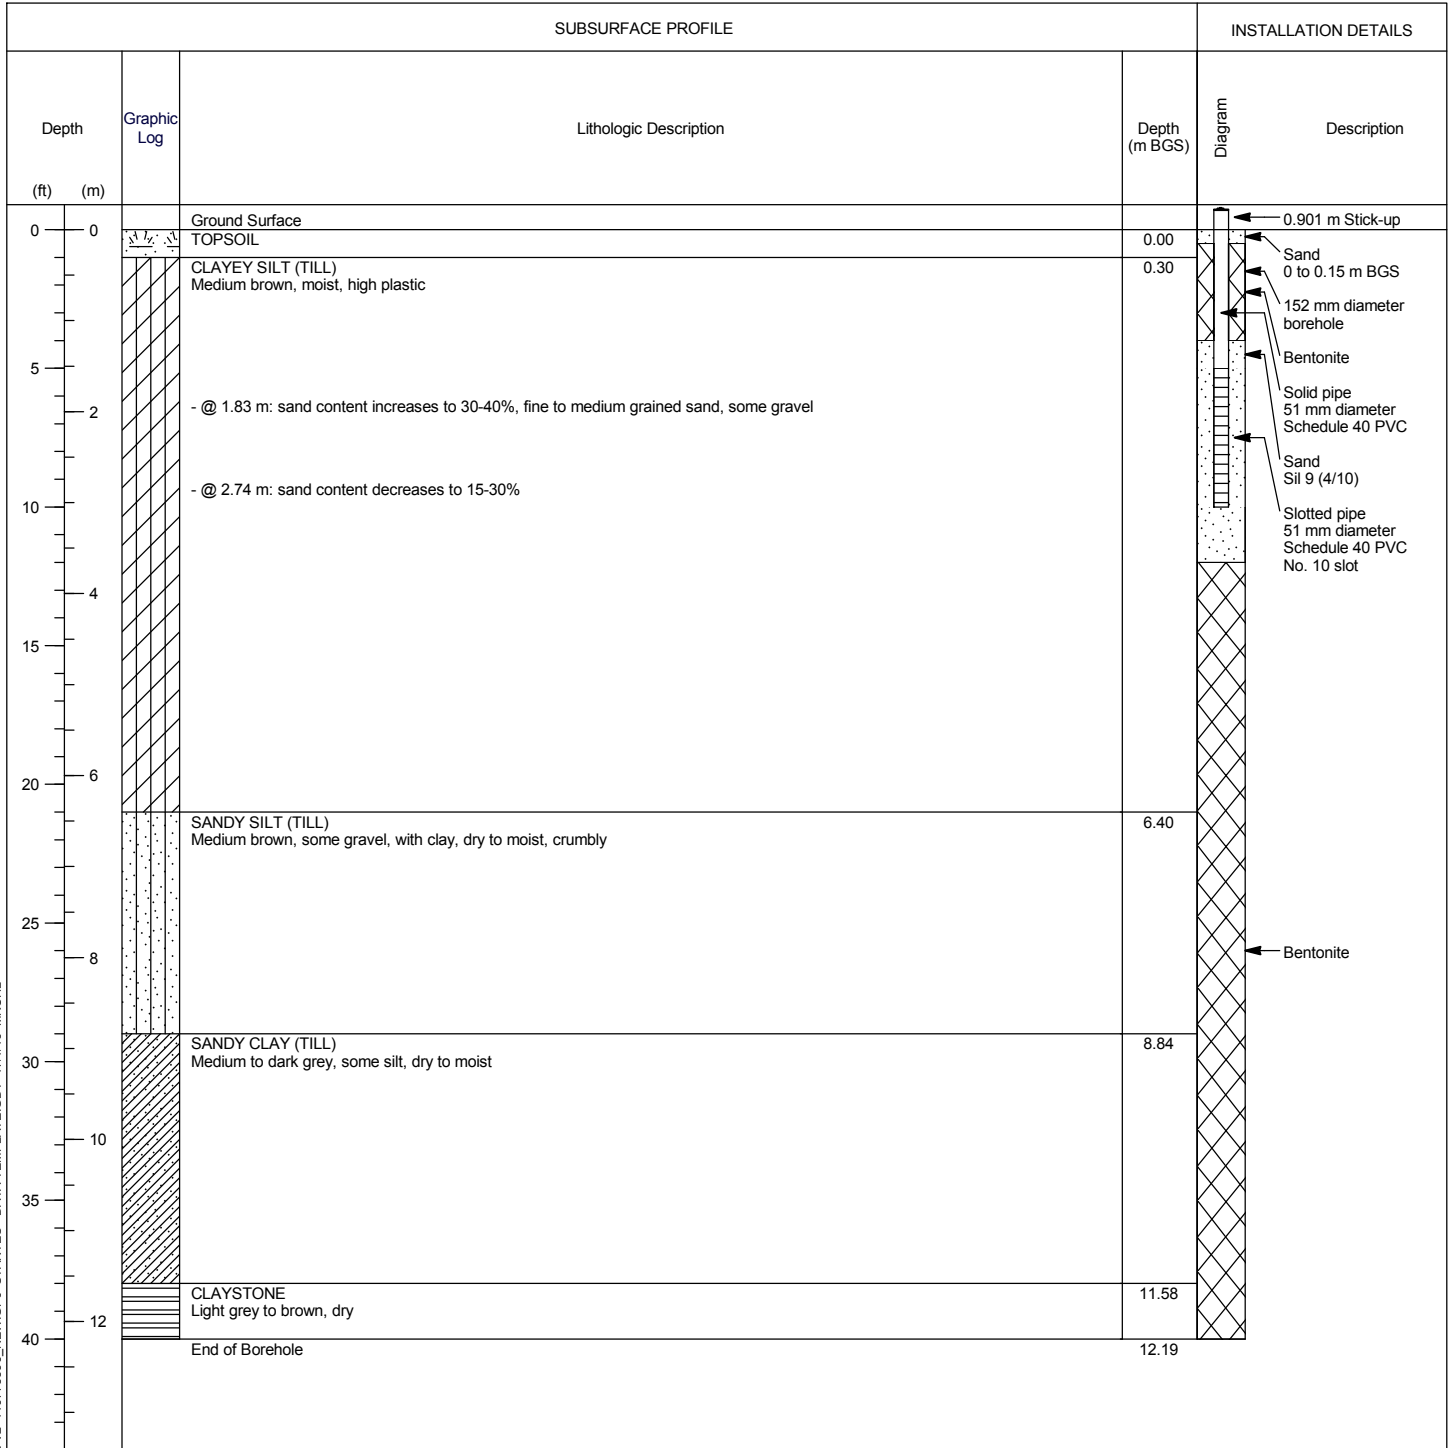 SUBSURFACE PROFILE
INSTALLATION DETAILS
Depth
(ft) (m)
Graphic
Log
Lithologic Description
Depth
(m BGS)
Diagram
Description
Ground Surface
0.901 m Stick-up
0 0
TOPSOIL
0.00
CLAYEY SILT (TILL)
0.30
Medium brown, moist, high plastic
Sand
0 to 0.15 m BGS
152 mm diameter
borehole
Bentonite
5
Solid pipe
51 mm diameter
Schedule 40 PVC
2
- @ 1.83 m: sand content increases to 30-40%, fine to medium grained sand, some gravel
Sand
Sil 9 (4/10)
- @ 2.74 m: sand content decreases to 15-30%
10
Slotted pipe
51 mm diameter
Schedule 40 PVC
No. 10 slot
4
15
6
20
SANDY SILT (TILL)
6.40
Medium brown, some gravel, with clay, dry to moist, crumbly
25
8
Bentonite
SANDY CLAY (TILL)
8.84
Medium to dark grey, some silt, dry to moist
30
10
35
CLAYSTONE
11.58
Light grey to brown, dry
12
40
End of Borehole
12.19